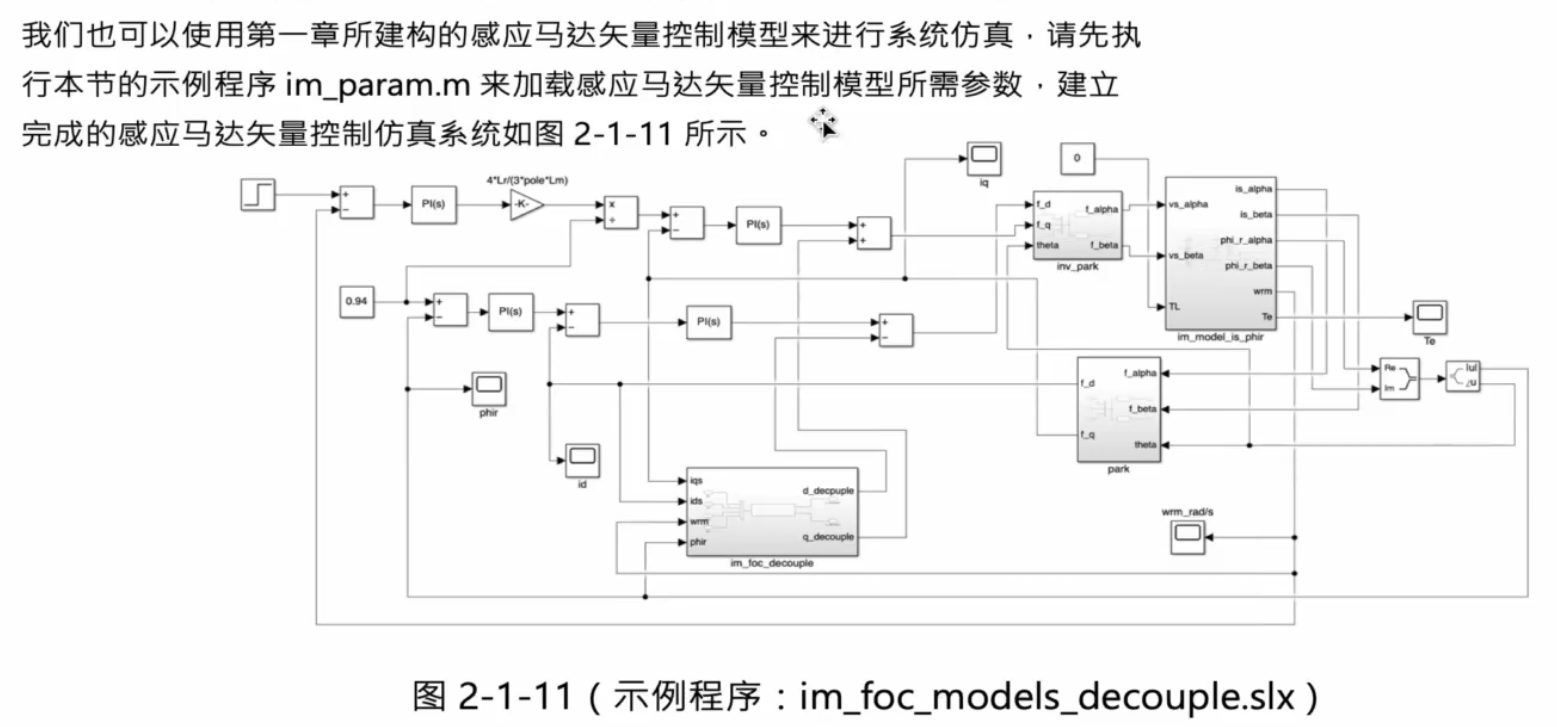 我们也可以使用第一章所建构的感应马达矢量控制模型来进行系统仿真，请先执
行本节的示例程序 im_param.m 来加载感应马达矢量控制模型所需参数，建立
完成的感应马达矢量控制仿真系统如图 2-1-11 所示。
4*Lr/(3*pole*Lm)
PI(s)
-K-
×
÷
PI(s)
iq
0
f_d
f_q
theta
f_alpha
f_beta
inv_park
vs_alpha
vs_beta
TL
is_alpha
is_beta
phi_r_alpha
phi_r_beta
wrm
Te
im_model_is_phir
Te
0.94
PI(s)
PI(s)
phir
id
f_d
f_q
f_alpha
f_beta
theta
park
Re
Im
|u|
∠u
iqs
ids
wrm
phir
d_decpuple
q_decouple
im_foc_decouple
wrm_rad/s
图 2-1-11（示例程序：im_foc_models_decouple.slx）